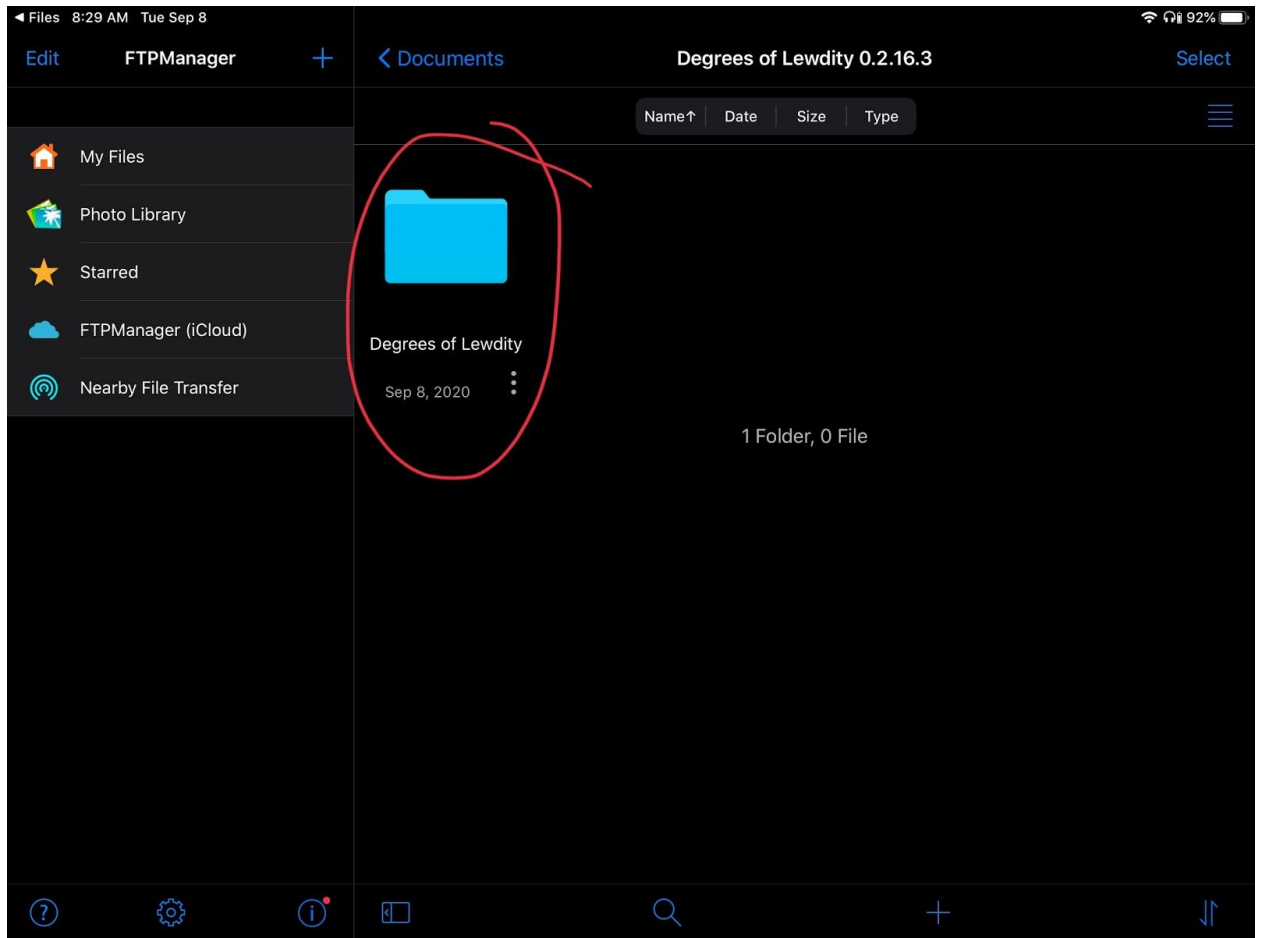 ◀ Files 8:29 AM Tue Sep 8 92%
Edit FTPManager +
Documents Degrees of Lewdity 0.2.16.3 Select
Name↑ Date Size Type
My Files
Photo Library
Starred
FTPManager (iCloud)
Nearby File Transfer
Degrees of Lewdity
Sep 8, 2020
1 Folder, 0 File